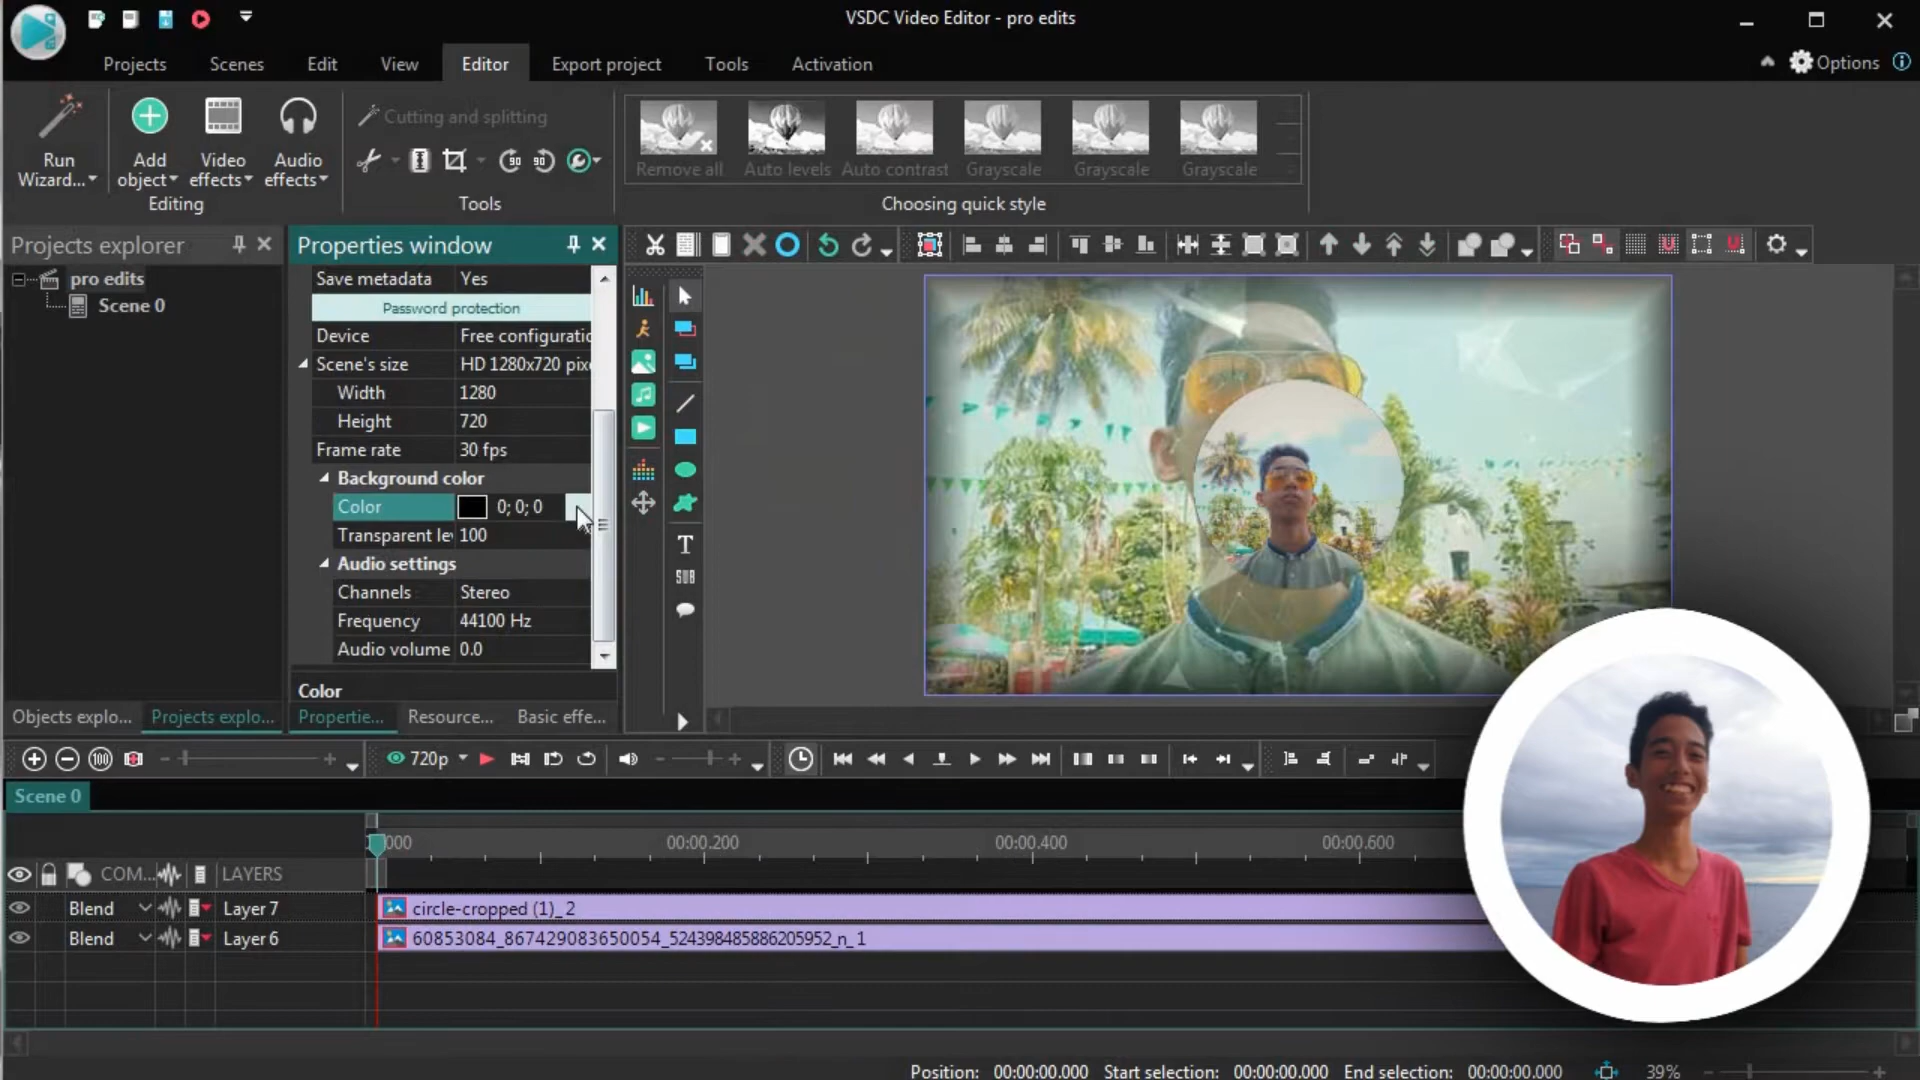 VSDC Video Editor - pro edits
Projects
Scenes
Edit
View
Editor
Export project
Tools
Activation
Options
Run
Wizard...
Add
object
Video
effects
Audio
effects
Editing
Cutting and splitting
90
90
Tools
Remove all
Auto levels
Auto contrast
Grayscale
Grayscale
Grayscale
Choosing quick style
Projects explorer
pro edits
Scene 0
Properties window
Save metadata Yes
Password protection
Device Free configuratic
Scene's size HD 1280x720 pix
Width 1280
Height 720
Frame rate 30 fps
Background color
Color 0; 0; 0
Transparent le 100
Audio settings
Channels Stereo
Frequency 44100 Hz
Audio volume 0.0
Color
T
SUB
Objects explo...
Projects explo...
Propertie...
Resource...
Basic effe...
100
720p
Scene 0
000
00:00.200
00:00.400
00:00.600
COM...
LAYERS
Blend Layer 7 circle-cropped (1)_2
Blend Layer 6 60853084_867429083650054_524398485886205952_n_1
Position: 00:00:00.000 Start selection: 00:00:00.000 End selection: 00:00:00.000 39%